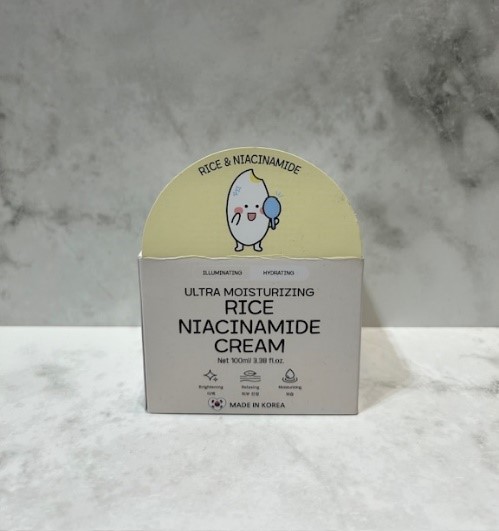 RICE & NIACINAMIDE
ILLUMINATING HYDRATING
ULTRA MOISTURIZING
RICE
NIACINAMIDE
CREAM
Net 100ml 3.38 fl.oz.
Brightening Relaxing Moisturizing
MADE IN KOREA